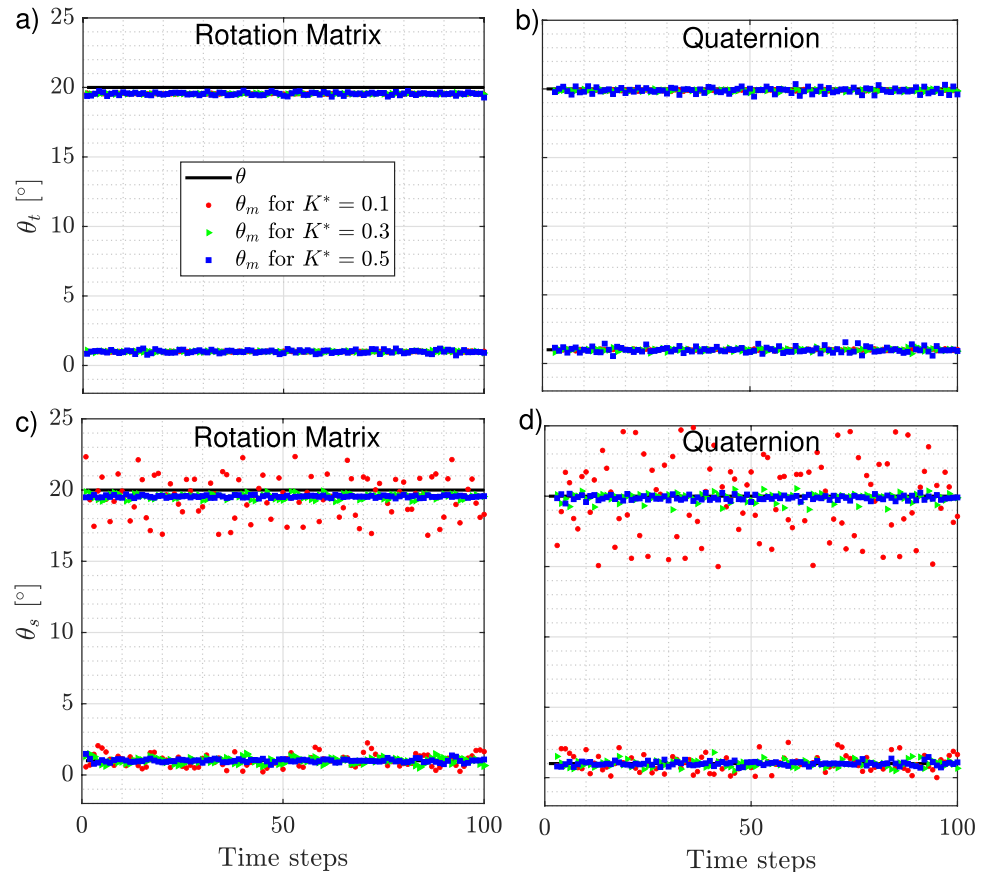 a)
Rotation Matrix
25
20
15
10
5
0
θt [°]
θ
θm for K* = 0.1
θm for K* = 0.3
θm for K* = 0.5
b)
Quaternion
c)
Rotation Matrix
25
20
15
10
5
0
θs [°]
0
50
100
Time steps
d)
Quaternion
0
50
100
Time steps